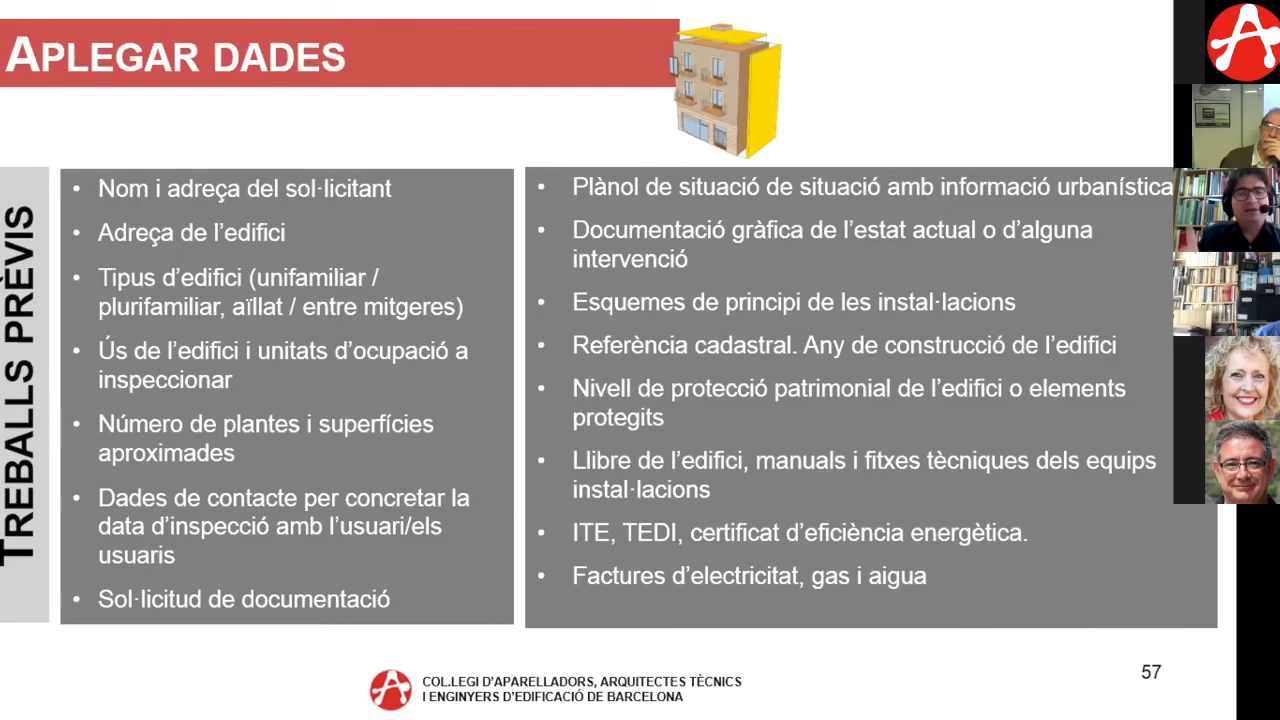 APLEGAR DADES
TREBALLS PRÈVIS
• Nom i adreça del sol·licitant
• Adreça de l’edifici
• Tipus d’edifici (unifamiliar /
plurifamiliar, aïllat / entre mitgeres)
• Ús de l’edifici i unitats d’ocupació a
inspeccionar
• Número de plantes i superfícies
aproximades
• Dades de contacte per concretar la
data d’inspecció amb l’usuari/els
usuaris
• Sol·licitud de documentació
• Plànol de situació de situació amb informació urbanística
• Documentació gràfica de l’estat actual o d’alguna
intervenció
• Esquemes de principi de les instal·lacions
• Referència cadastral. Any de construcció de l’edifici
• Nivell de protecció patrimonial de l’edifici o elements
protegits
• Llibre de l’edifici, manuals i fitxes tècniques dels equips
instal·lacions
• ITE, TEDI, certificat d’eficiència energètica.
• Factures d’electricitat, gas i aigua
COL.LEGI D'APARELLADORS, ARQUITECTES TÈCNICS
I ENGINYERS D'EDIFICACIÓ DE BARCELONA
57